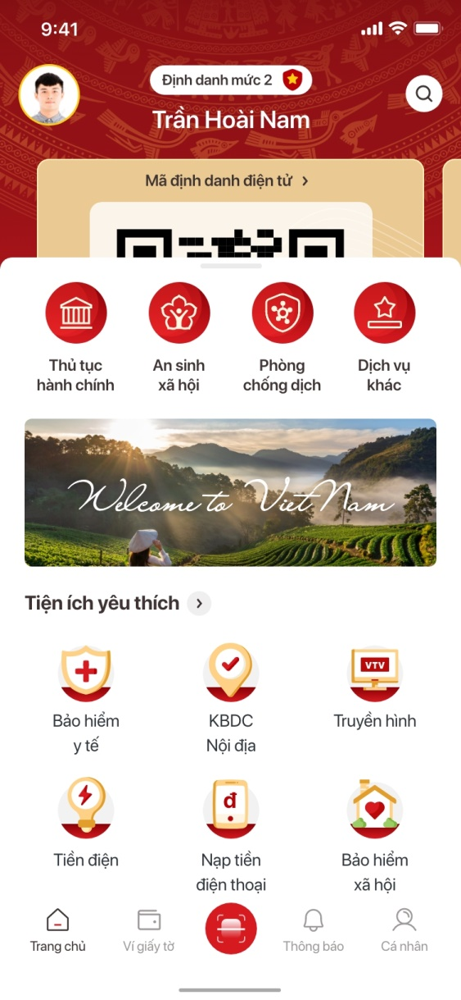 9:41
Định danh mức 2
Trần Hoài Nam
Mã định danh điện tử
Thủ tục
hành chính
An sinh
xã hội
Phòng
chống dịch
Dịch vụ
khác
Welcome to VietNam
Tiện ích yêu thích
Bảo hiểm
y tế
KBDC
Nội địa
VTV
Truyền hình
Tiền điện
đ
Nạp tiền
điện thoại
Bảo hiểm
xã hội
Trang chủ
Ví giấy tờ
Thông báo
Cá nhân